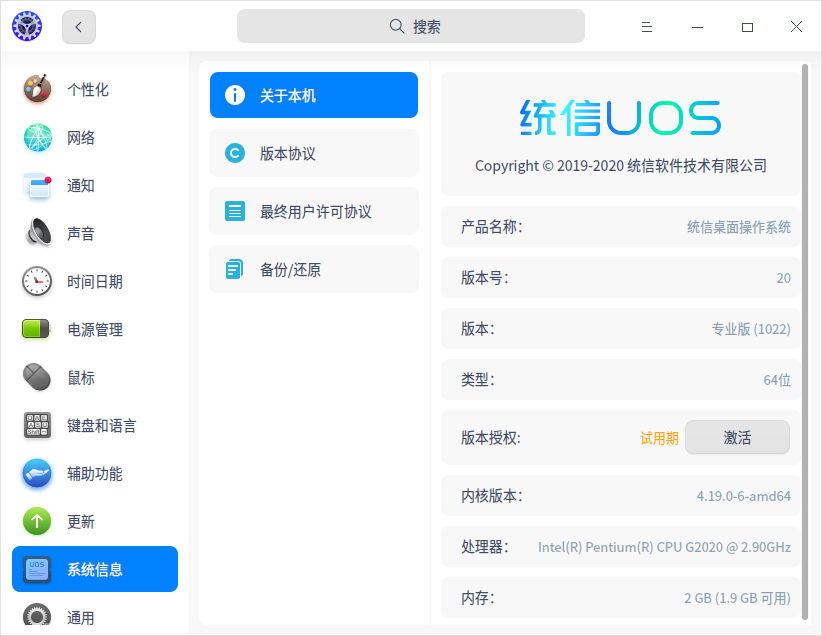 搜索
个性化
网络
通知
声音
时间日期
电源管理
鼠标
键盘和语言
辅助功能
更新
UOS
系统信息
通用
关于本机
版本协议
最终用户许可协议
备份/还原
统信UOS
Copyright © 2019-2020 统信软件技术有限公司
产品名称: 统信桌面操作系统
版本号: 20
版本: 专业版 (1022)
类型: 64位
版本授权: 试用期 激活
内核版本: 4.19.0-6-amd64
处理器: Intel(R) Pentium(R) CPU G2020 @ 2.90GHz
内存: 2 GB (1.9 GB 可用)